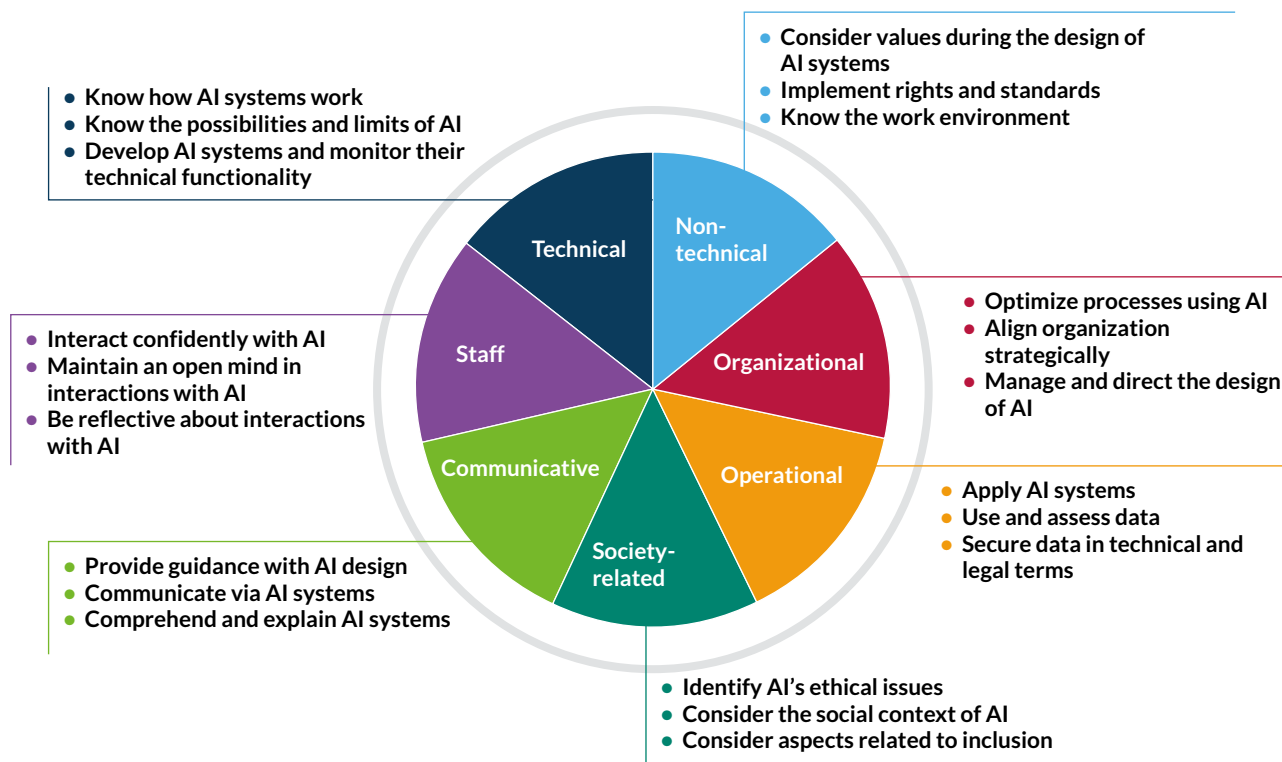 Consider values during the design of
AI systems
Implement rights and standards
Know the work environment
Know how AI systems work
Know the possibilities and limits of AI
Develop AI systems and monitor their
technical functionality
Non-
technical
Technical
Optimize processes using AI
Align organization
strategically
Manage and direct the design
of AI
Organizational
Interact confidently with AI
Maintain an open mind in
interactions with AI
Be reflective about interactions
with AI
Staff
Communicative
Operational
Apply AI systems
Use and assess data
Secure data in technical and
legal terms
Society-
related
Provide guidance with AI design
Communicate via AI systems
Comprehend and explain AI systems
Identify AI’s ethical issues
Consider the social context of AI
Consider aspects related to inclusion